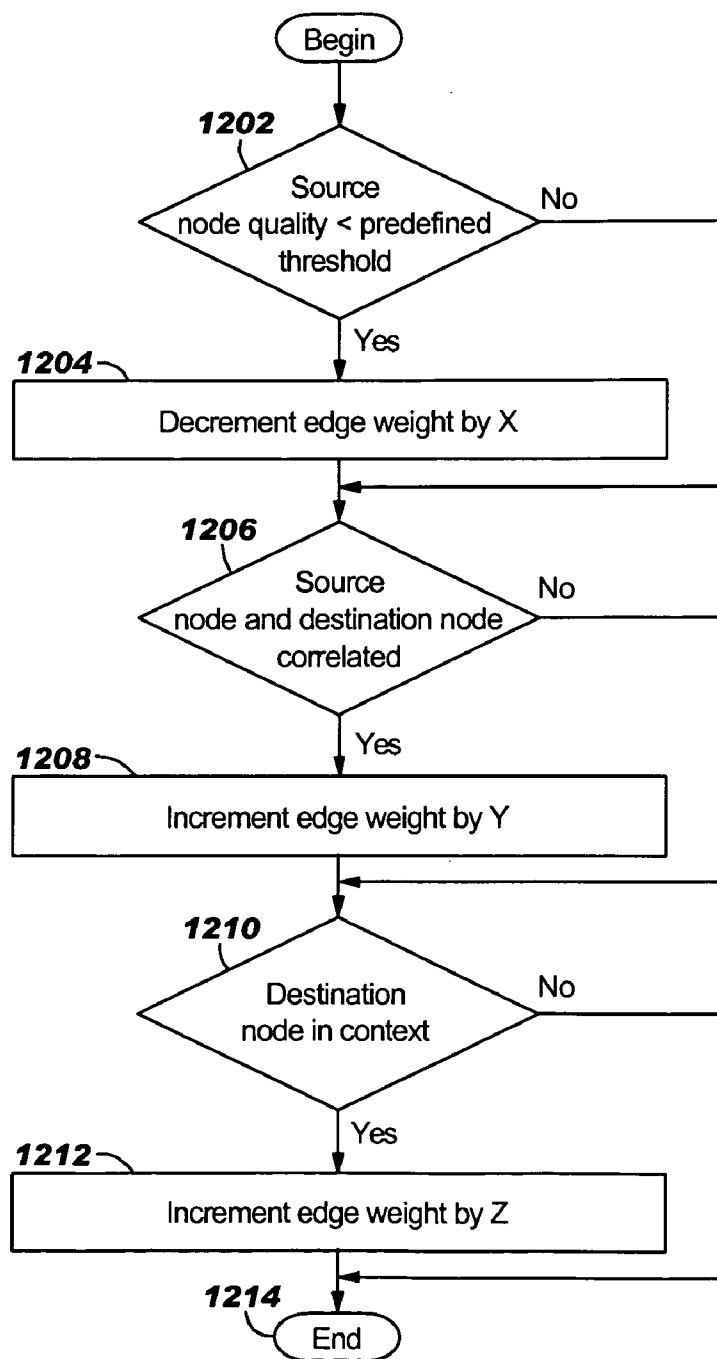 Begin
1202
Source
node quality < predefined
threshold
No
Yes
1204
Decrement edge weight by X
1206
Source
node and destination node
correlated
No
Yes
1208
Increment edge weight by Y
1210
Destination
node in context
No
Yes
1212
Increment edge weight by Z
1214
End